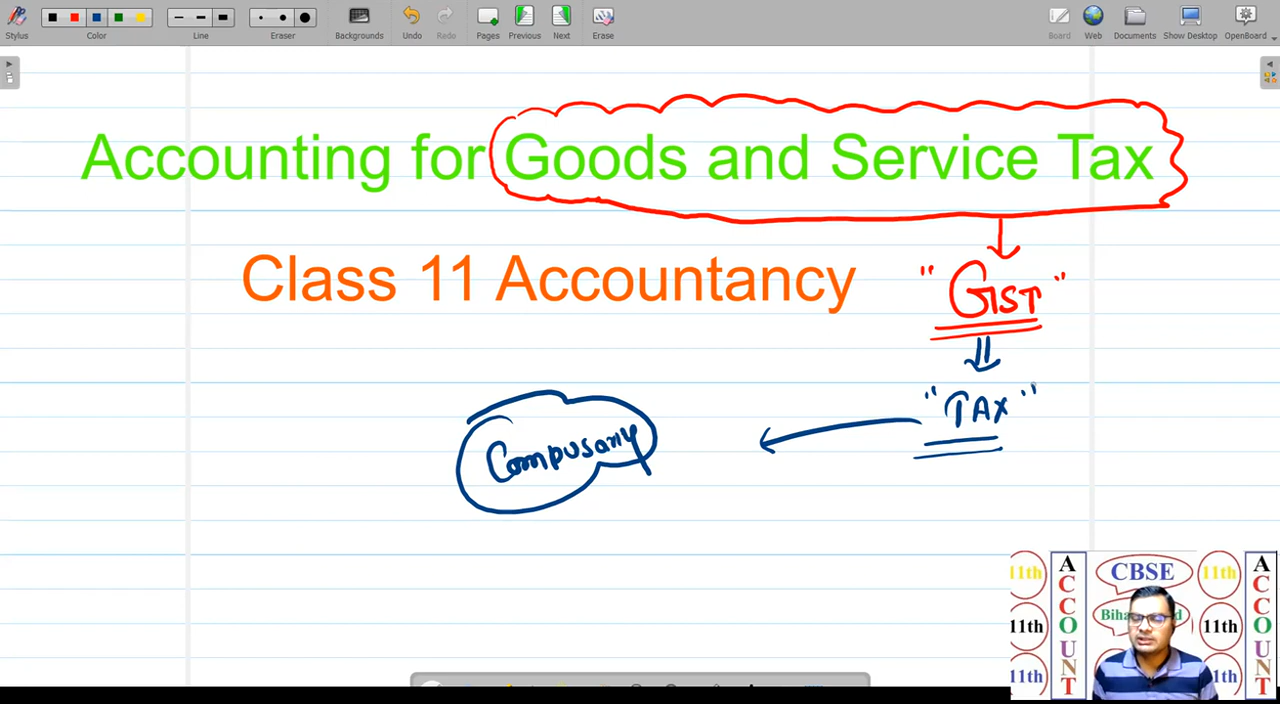 Stylus Color Line Eraser Backgrounds Undo Redo Pages Previous Next Erase Board Web Documents Show Desktop OpenBoard
Accounting for Goods and Service Tax
Class 11 Accountancy
"GST"
"TAX"
Compusary
11th ACCOUNT CBSE 11th ACCOUNT
11th 11th
11th